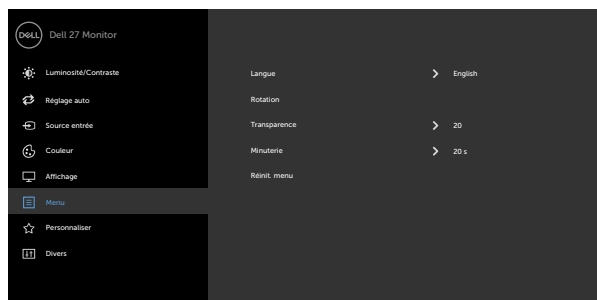 DELL Dell 27 Monitor
Luminosité/Contraste
Langue English
Réglage auto
Rotation
Source entrée
Transparence 20
Couleur
Minuterie 20 s
Affichage
Réinit. menu
Menu
Personnaliser
Divers